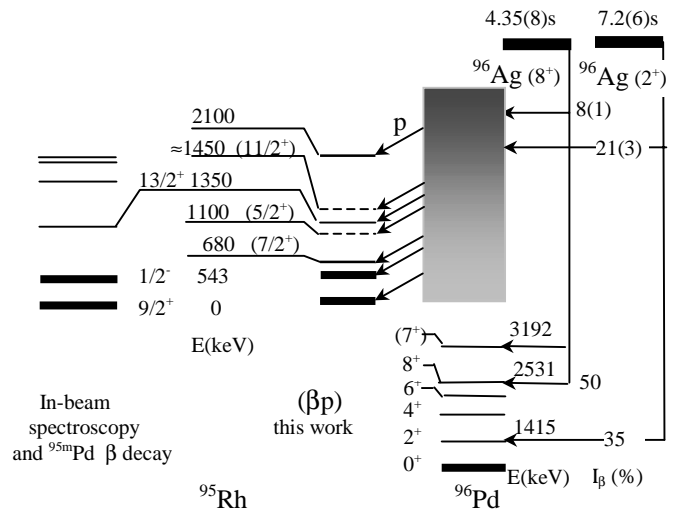 4.35(8)s 7.2(6)s
⁹⁶Ag (8⁺) ⁹⁶Ag (2⁺)
2100 p 8(1)
≈1450 (11/2⁺) 21(3)
13/2⁺ 1350
1100 (5/2⁺)
680 (7/2⁺)
1/2⁻ 543
9/2⁺ 0
E(keV)
(7⁺) 3192
8⁺ 2531 50
6⁺
4⁺
2⁺ 1415 35
0⁺ E(keV) I_β (%)
In-beam
spectroscopy
and ⁹⁵ᵐPd β decay
(βp)
this work
⁹⁵Rh ⁹⁶Pd